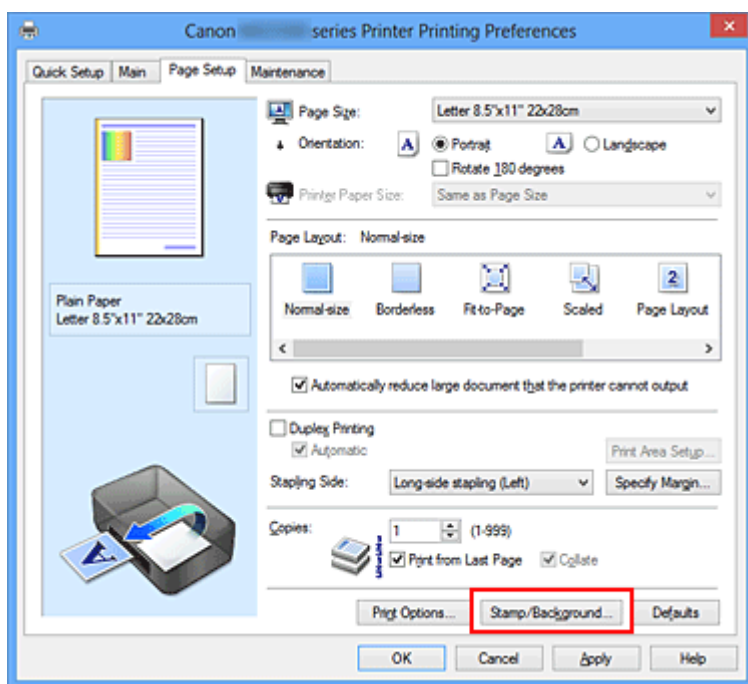 Canon series Printer Printing Preferences
Quick Setup Main Page Setup Maintenance
Page Size: Letter 8.5"x11" 22x28cm
Orientation: A Portrait A Landscape
Rotate 180 degrees
Printer Paper Size: Same as Page Size
Page Layout: Normal-size
Normal-size Borderless Fit-to-Page Scaled Page Layout
2
Plain Paper
Letter 8.5"x11" 22x28cm
Automatically reduce large document that the printer cannot output
Duplex Printing
Automatic
Print Area Setup...
Stapling Side: Long-side stapling (Left) Specify Margin...
Copies: 1 (1-999)
Print from Last Page Collate
Print Options... Stamp/Background... Defaults
OK Cancel Apply Help